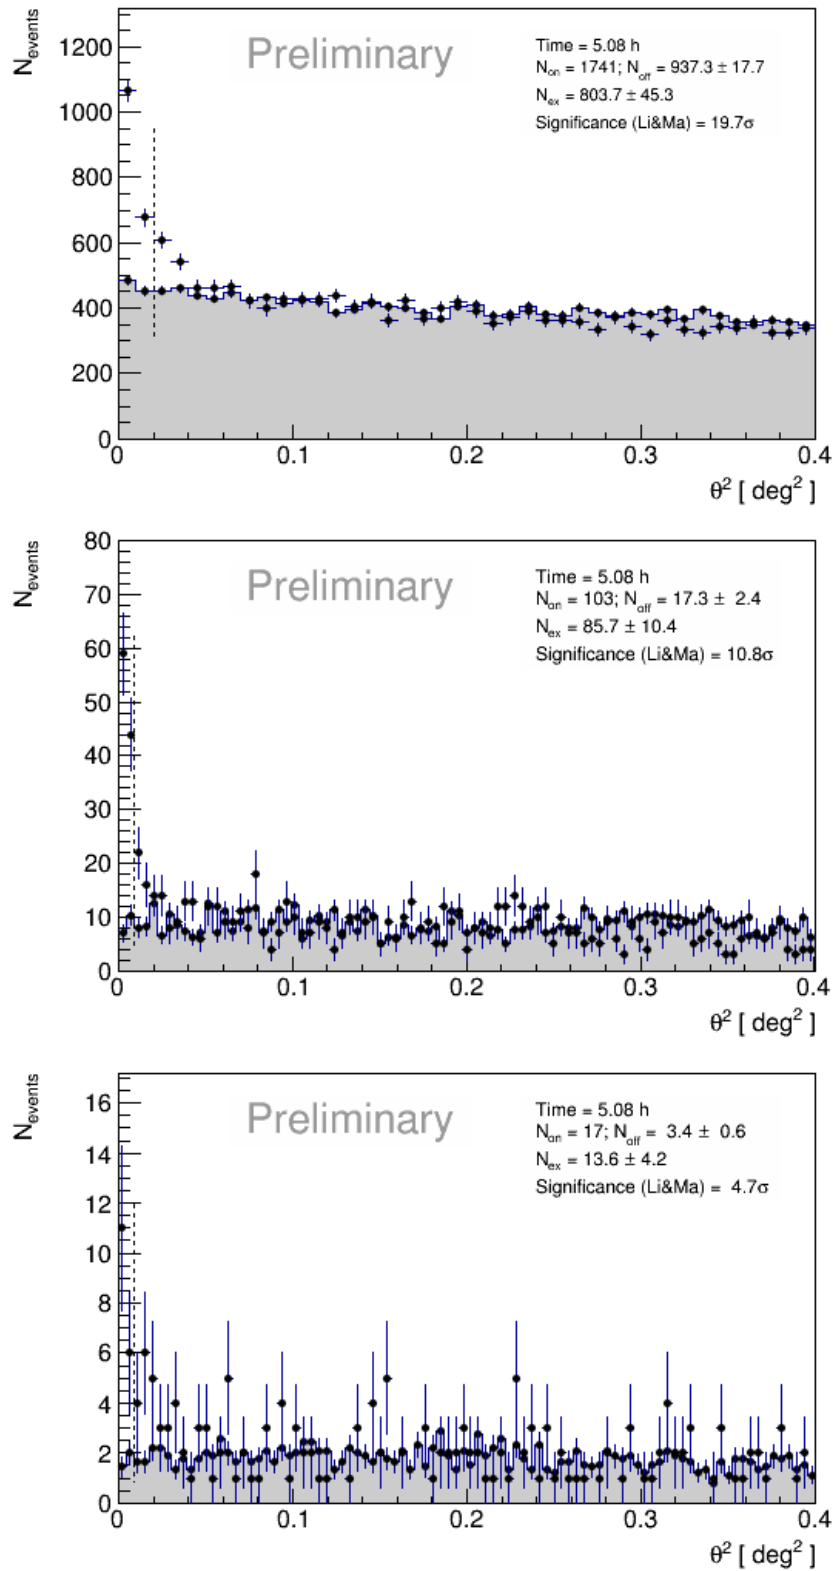 N_events
Preliminary
Time = 5.08 h
N_on = 1741; N_off = 937.3 ± 17.7
N_ex = 803.7 ± 45.3
Significance (Li&Ma) = 19.7σ
1200
1000
800
600
400
200
0
0 0.1 0.2 0.3 0.4
θ² [ deg² ]
N_events
Preliminary
Time = 5.08 h
N_on = 103; N_off = 17.3 ± 2.4
N_ex = 85.7 ± 10.4
Significance (Li&Ma) = 10.8σ
80
70
60
50
40
30
20
10
0
0 0.1 0.2 0.3 0.4
θ² [ deg² ]
N_events
Preliminary
Time = 5.08 h
N_on = 17; N_off = 3.4 ± 0.6
N_ex = 13.6 ± 4.2
Significance (Li&Ma) = 4.7σ
16
14
12
10
8
6
4
2
0
0 0.1 0.2 0.3 0.4
θ² [ deg² ]